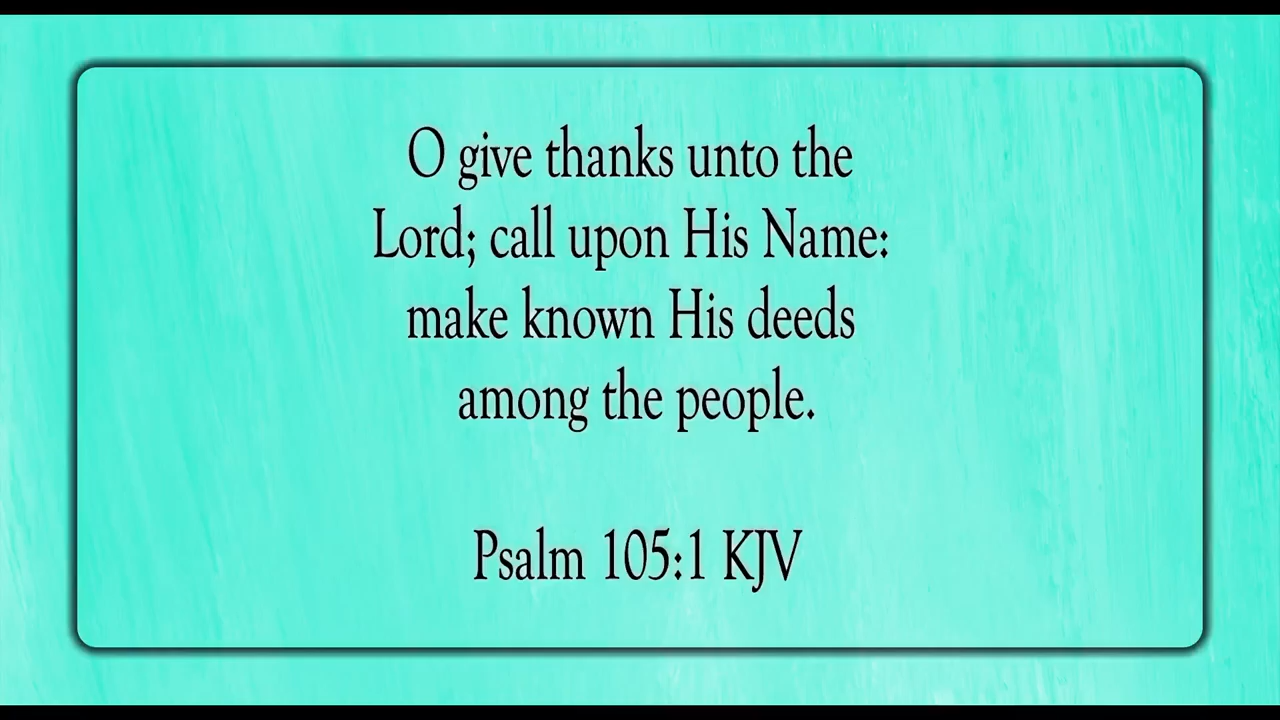 O give thanks unto the
Lord; call upon His Name:
make known His deeds
among the people.
Psalm 105:1 KJV